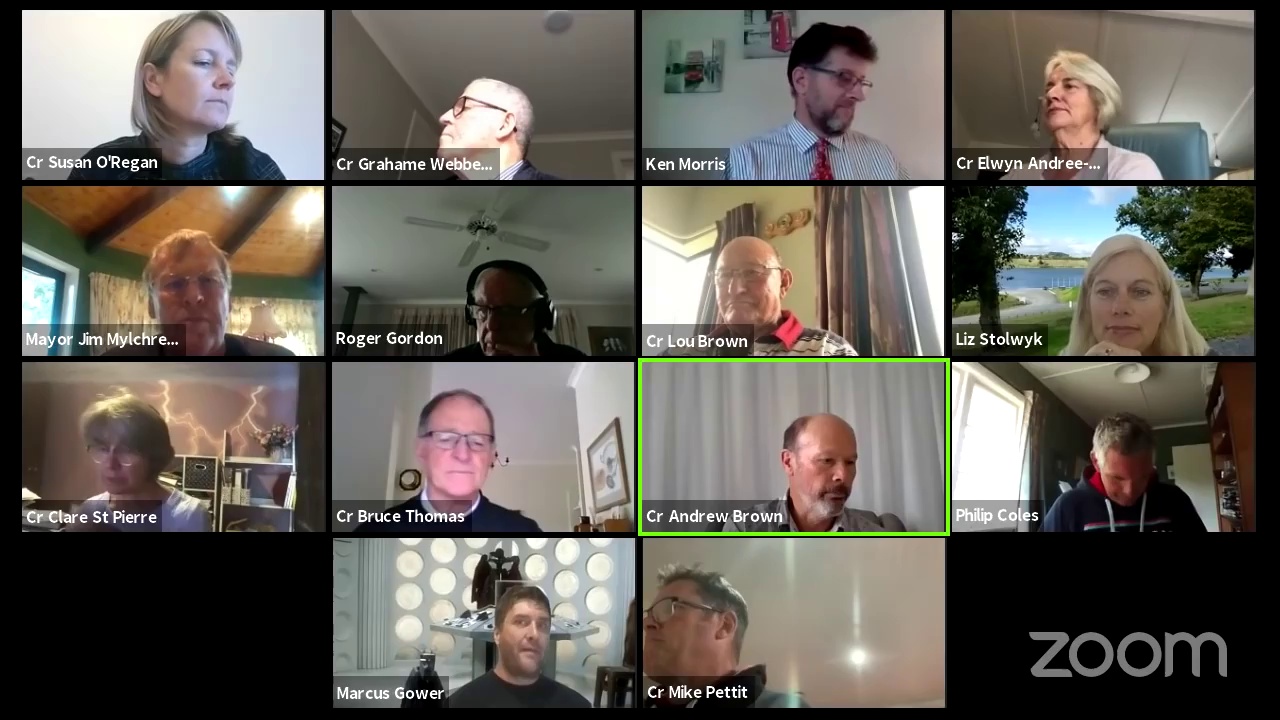 Cr Susan O'Regan
Cr Grahame Webbe...
Ken Morris
Cr Elwyn Andree-...
Mayor Jim Mylchre...
Roger Gordon
Cr Lou Brown
Liz Stolwyk
Cr Clare St Pierre
Cr Bruce Thomas
Cr Andrew Brown
Philip Coles
Marcus Gower
Cr Mike Pettit
zoom